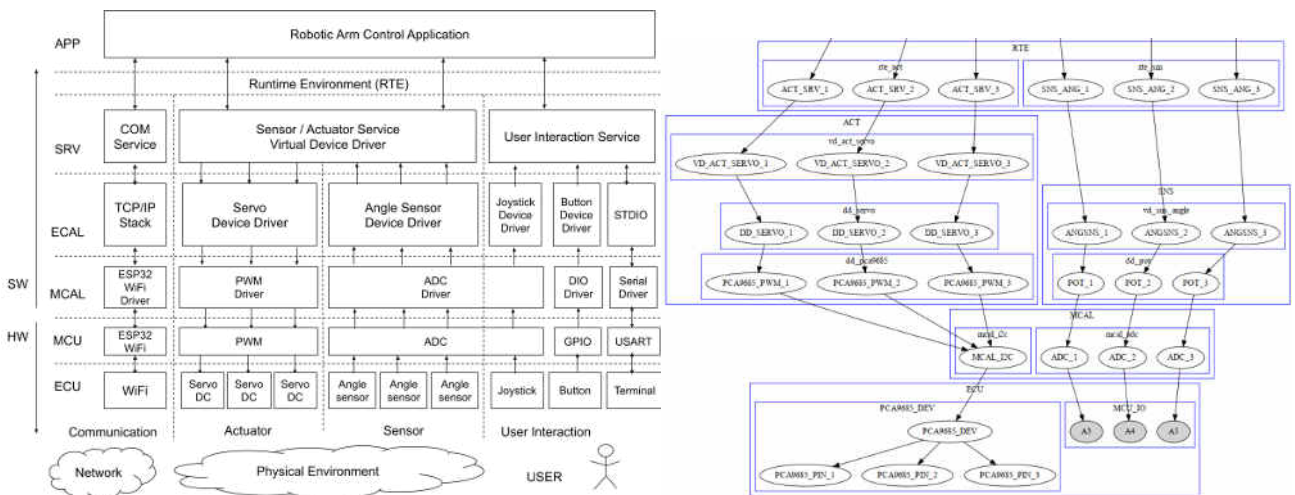 APP
Robotic Arm Control Application
Runtime Environment (RTE)
SRV
COM
Service
Sensor / Actuator Service
Virtual Device Driver
User Interaction Service
ECAL
TCP/IP
Stack
Servo
Device Driver
Angle Sensor
Device Driver
Joystick
Device
Driver
Button
Device
Driver
STDIO
SW
MCAL
ESP32
WiFi
Driver
PWM
Driver
ADC
Driver
DIO
Driver
Serial
Driver
HW
MCU
ESP32
WiFi
PWM
ADC
GPIO
USART
ECU
WiFi
Servo
DC
Servo
DC
Servo
DC
Angle
sensor
Angle
sensor
Angle
sensor
Joystick
Button
Terminal
Communication
Actuator
Sensor
User Interaction
Network
Physical Environment
USER
RTE
rte_act
ACT_SRV_1
ACT_SRV_2
ACT_SRV_3
SNS_ANG_1
SNS_ANG_2
SNS_ANG_3
ACT
vd_act_servo
VD_ACT_SERVO_1
VD_ACT_SERVO_2
VD_ACT_SERVO_3
SNS
vd_sns_angle
ANGSNS_1
ANGSNS_2
ANGSNS_3
dd_servo
DD_SERVO_1
DD_SERVO_2
DD_SERVO_3
dd_pca9685
PCA9685_PWM_1
PCA9685_PWM_2
PCA9685_PWM_3
POT_1
POT_2
POT_3
MCAL
mcal_i2c
MCAL_I2C
mcal_adc
ADC_1
ADC_2
ADC_3
ECU
PCA9685_DEV
PCA9685_DEV
PCA9685_PIN_1
PCA9685_PIN_2
PCA9685_PIN_3
MCU_IO
A4